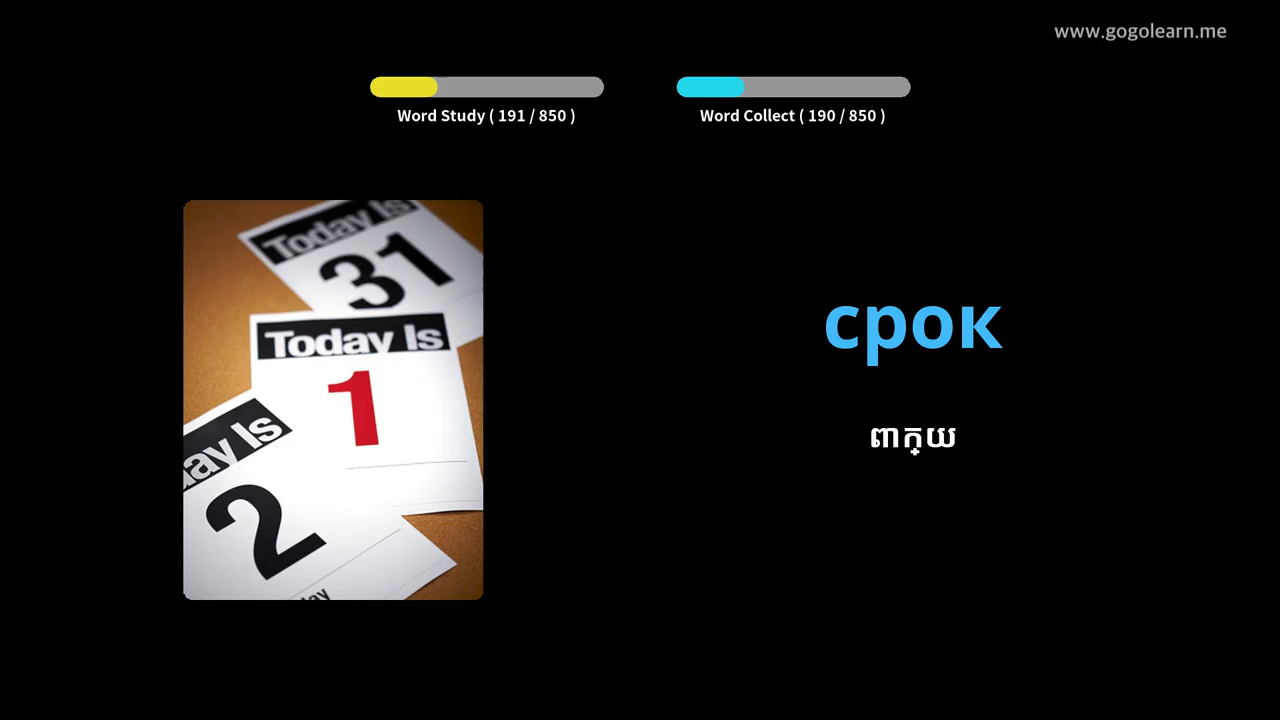 www.gogolearn.me
Word Study ( 191 / 850 )
Word Collect ( 190 / 850 )
Today Is
31
Today Is
1
ay Is
2
срок
ពាក្យ